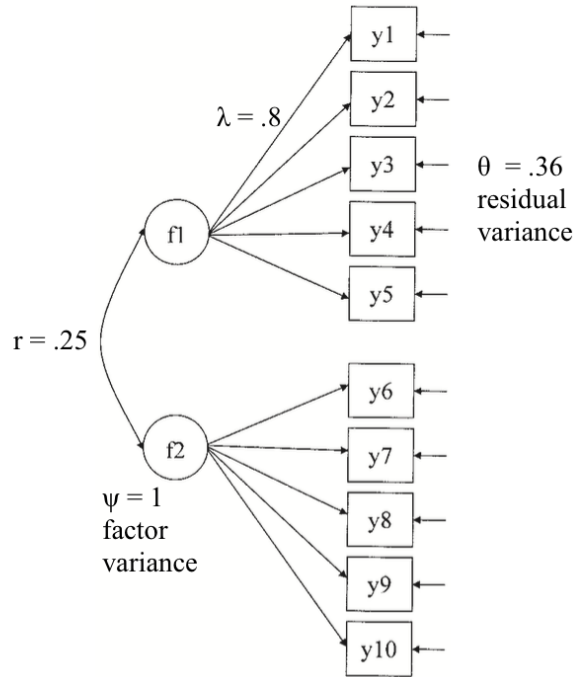 y1
y2
λ = .8
y3
θ = .36
residual
variance
f1
y4
y5
r = .25
y6
f2
y7
ψ = 1
factor
variance
y8
y9
y10